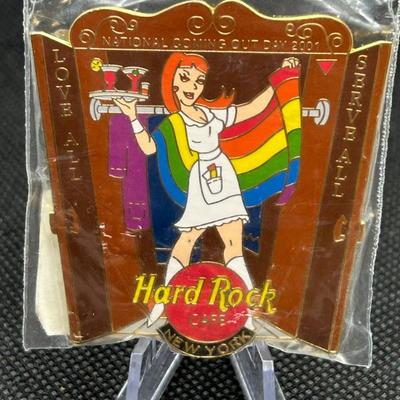 NATIONAL COMING OUT DAY 2001
LOVE ALL
SERVE ALL
Hard Rock
CAFE
NEW YORK